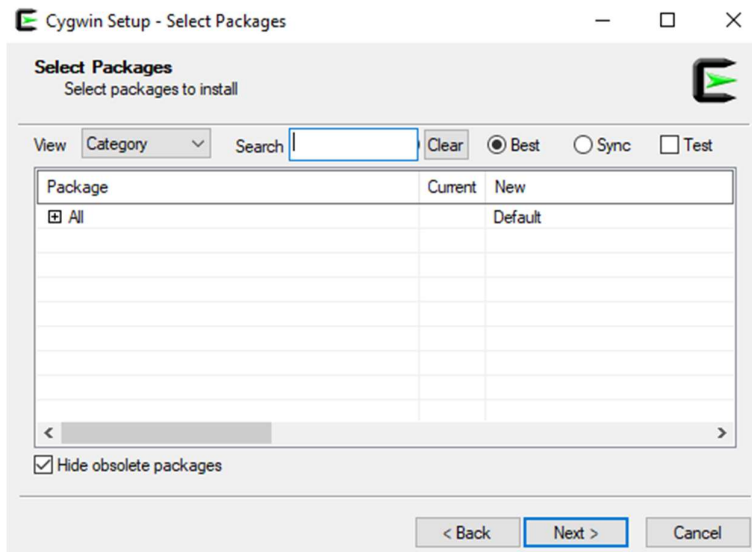 Cygwin Setup - Select Packages
Select Packages
Select packages to install
View Category Search Clear Best Sync Test
Package Current New
All Default
Hide obsolete packages
< Back Next > Cancel